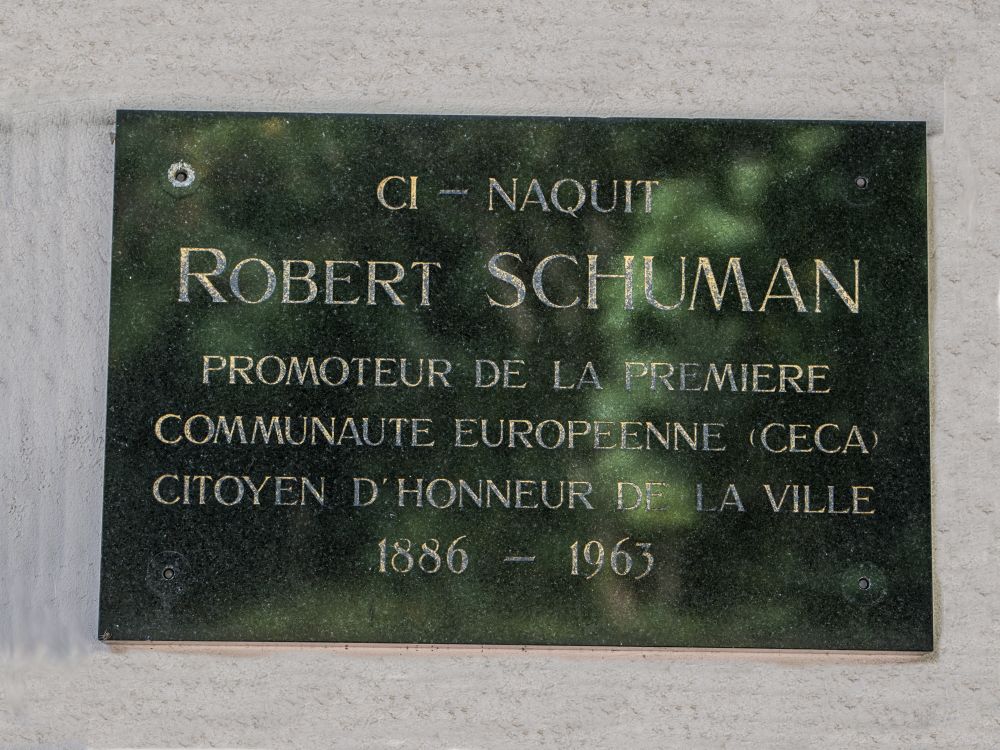 CI - NAQUIT
ROBERT SCHUMAN
PROMOTEUR DE LA PREMIERE
COMMUNAUTE EUROPEENNE (CECA)
CITOYEN D'HONNEUR DE LA VILLE
1886 - 1963